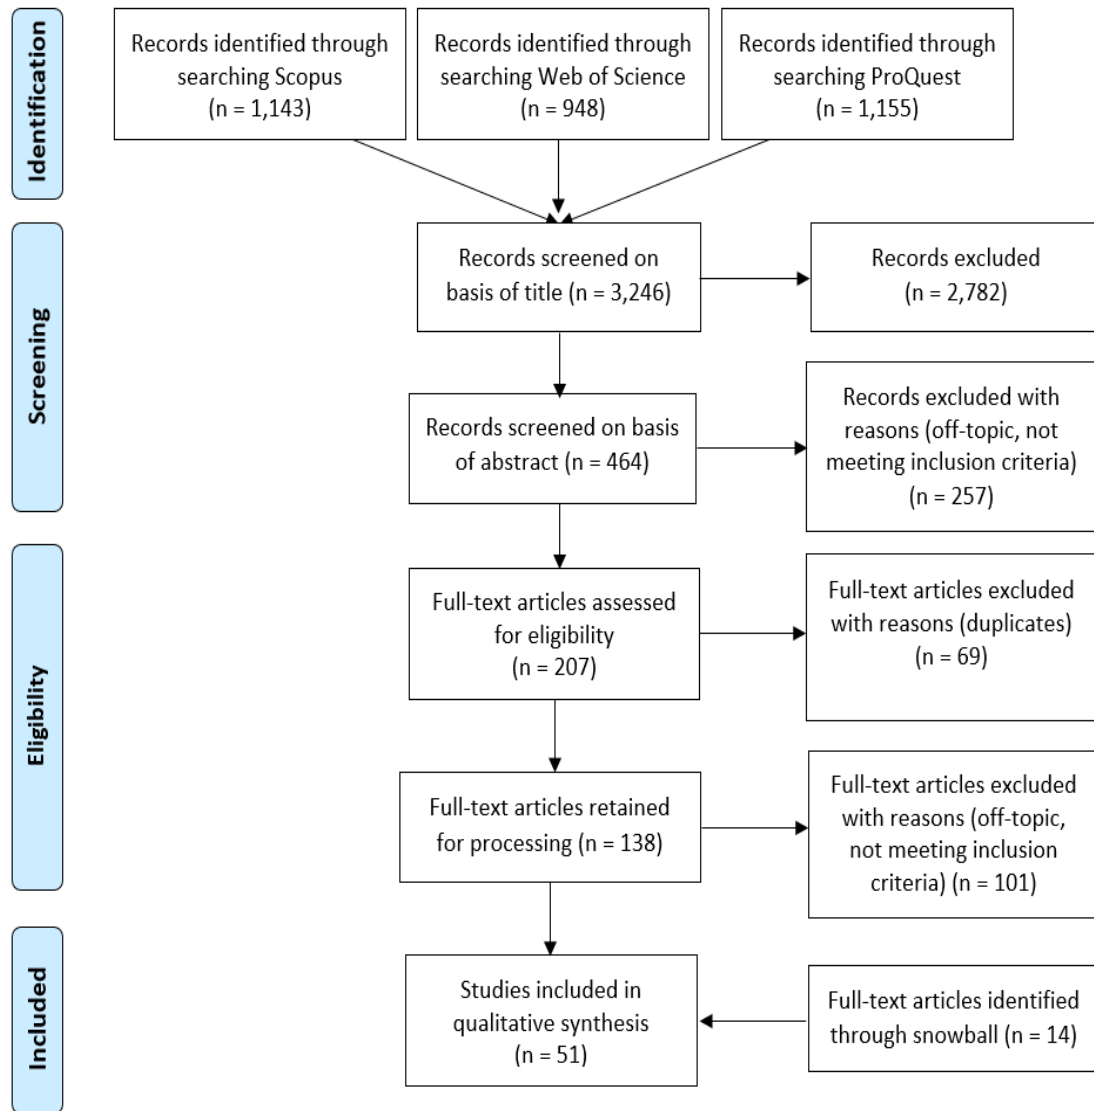 Identification
Records identified through
searching Scopus
(n = 1,143)
Records identified through
searching Web of Science
(n = 948)
Records identified through
searching ProQuest
(n = 1,155)
Screening
Records screened on
basis of title (n = 3,246)
Records excluded
(n = 2,782)
Records screened on basis
of abstract (n = 464)
Records excluded with
reasons (off-topic, not
meeting inclusion criteria)
(n = 257)
Eligibility
Full-text articles assessed
for eligibility
(n = 207)
Full-text articles excluded
with reasons (duplicates)
(n = 69)
Full-text articles retained
for processing (n = 138)
Full-text articles excluded
with reasons (off-topic,
not meeting inclusion
criteria) (n = 101)
Included
Studies included in
qualitative synthesis
(n = 51)
Full-text articles identified
through snowball (n = 14)